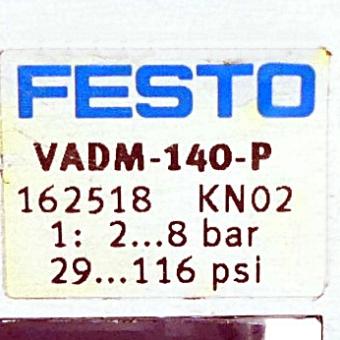 FESTO
VADM-140-P
162518 KN02
1: 2...8 bar
29...116 psi